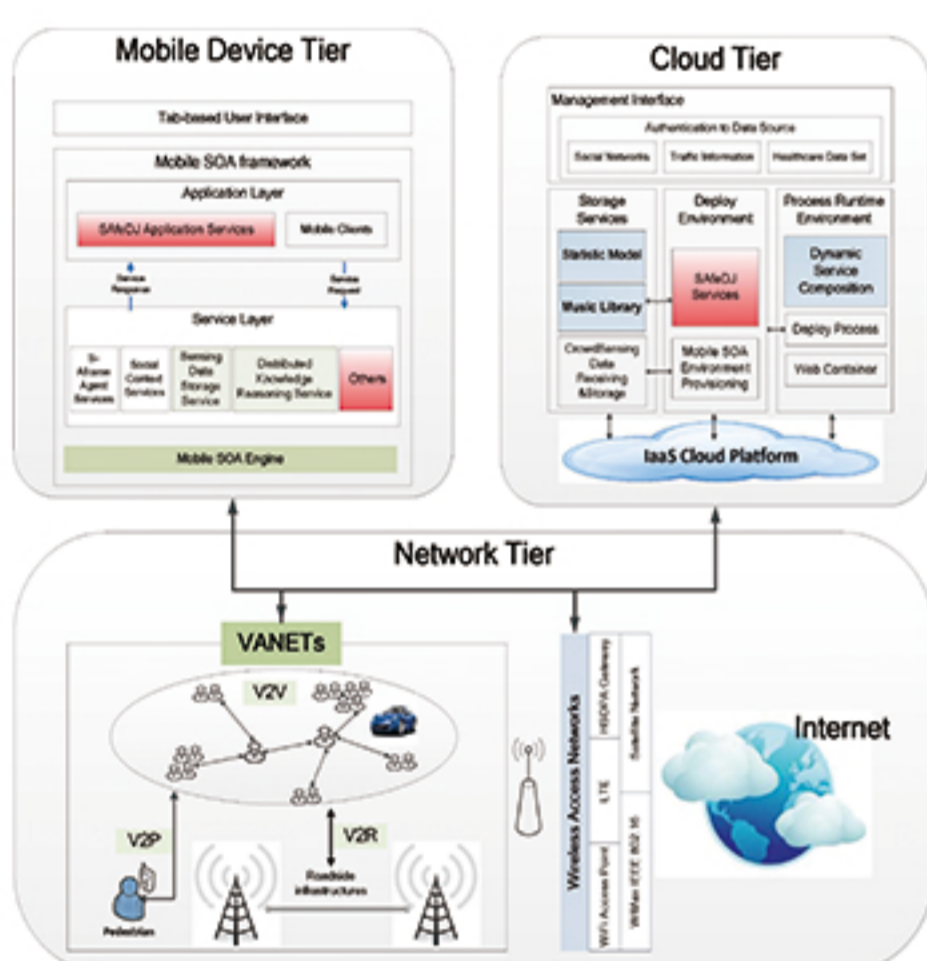 Mobile Device Tier
Tab-based User Interface
Mobile SOA framework
Application Layer
SAfeDJ Application Services
Mobile Clients
Service
Response
Service
Request
Service Layer
Agent
Services
Social
Context
Services
Sensing
Data
Storage
Service
Distributed
Knowledge
Reasoning Service
Others
Mobile SOA Engine
Cloud Tier
Management Interface
Authentication to Data Source
Social Networks
Traffic Information
Healthcare Data Set
Storage
Services
Statistic Model
Music Library
CrowdSensing
Data
Receiving
&Storage
Deploy
Environment
SAfeDJ
Services
Mobile SOA
Environment
Provisioning
Process Runtime
Environment
Dynamic
Service
Composition
Deploy Process
Web Container
IaaS Cloud Platform
Network Tier
VANETs
V2V
V2P
V2R
Pedestrian
Roadside
infrastructures
Wireless Access Networks
HSDPA Gateway
LTE
WiFi Access Point
Satellite Network
WiMax IEEE 802.16
Internet